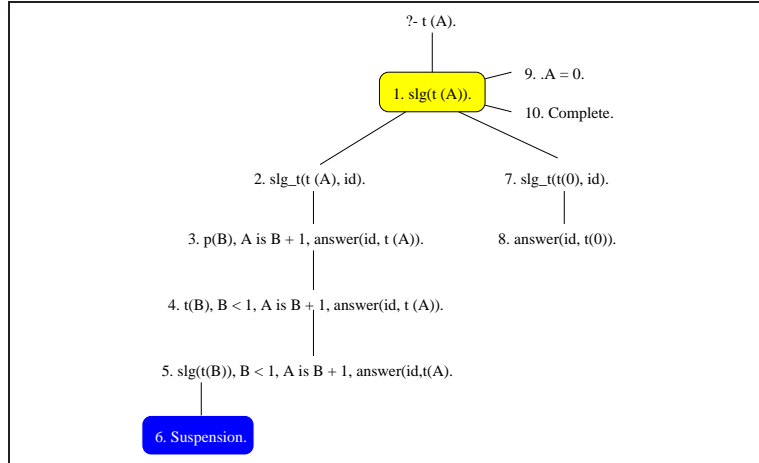 ?- t (A).
9. .A = 0.
1. slg(t (A)).
10. Complete.
2. slg_t(t (A), id).
7. slg_t(t(0), id).
3. p(B), A is B + 1, answer(id, t (A)).
8. answer(id, t(0)).
4. t(B), B < 1, A is B + 1, answer(id, t (A)).
5. slg(t(B)), B < 1, A is B + 1, answer(id,t(A).
6. Suspension.